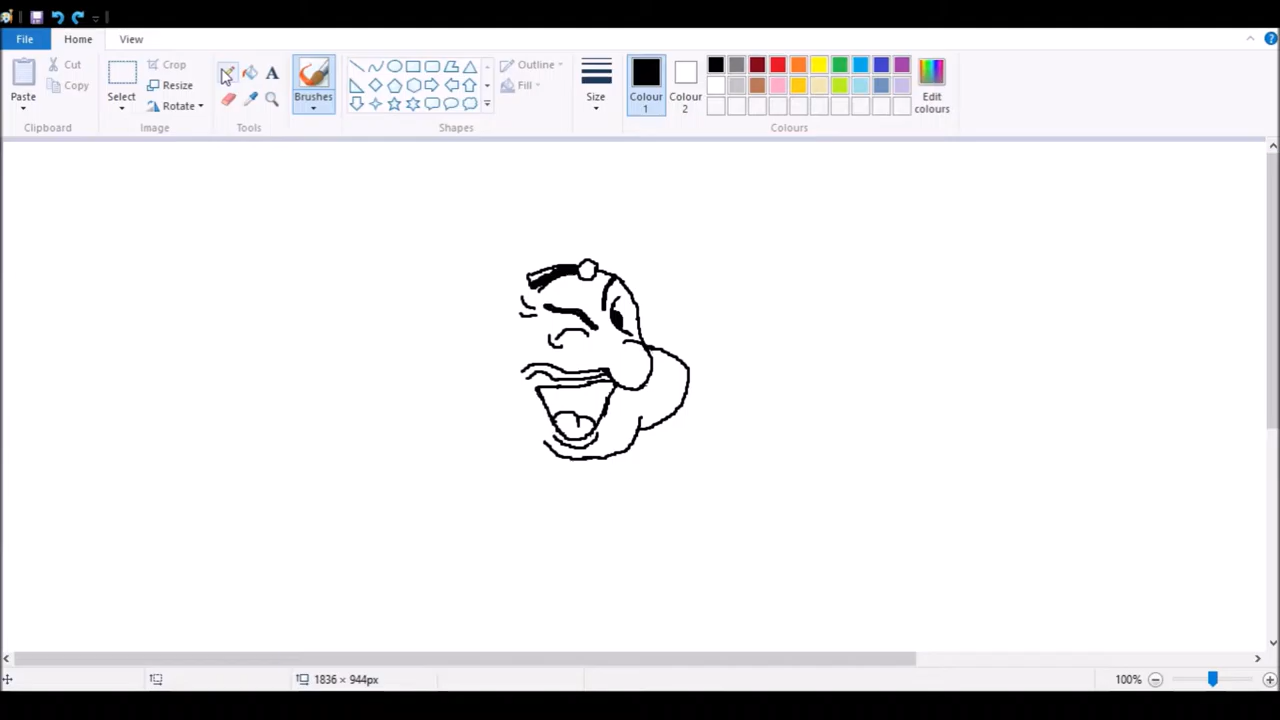 File Home View
Paste Cut Copy Clipboard
Select Crop Resize Rotate Image
A Tools
Brushes
Outline Fill Shapes
Size
Colour 1 Colour 2 Edit colours Colours
1836 × 944px 100%